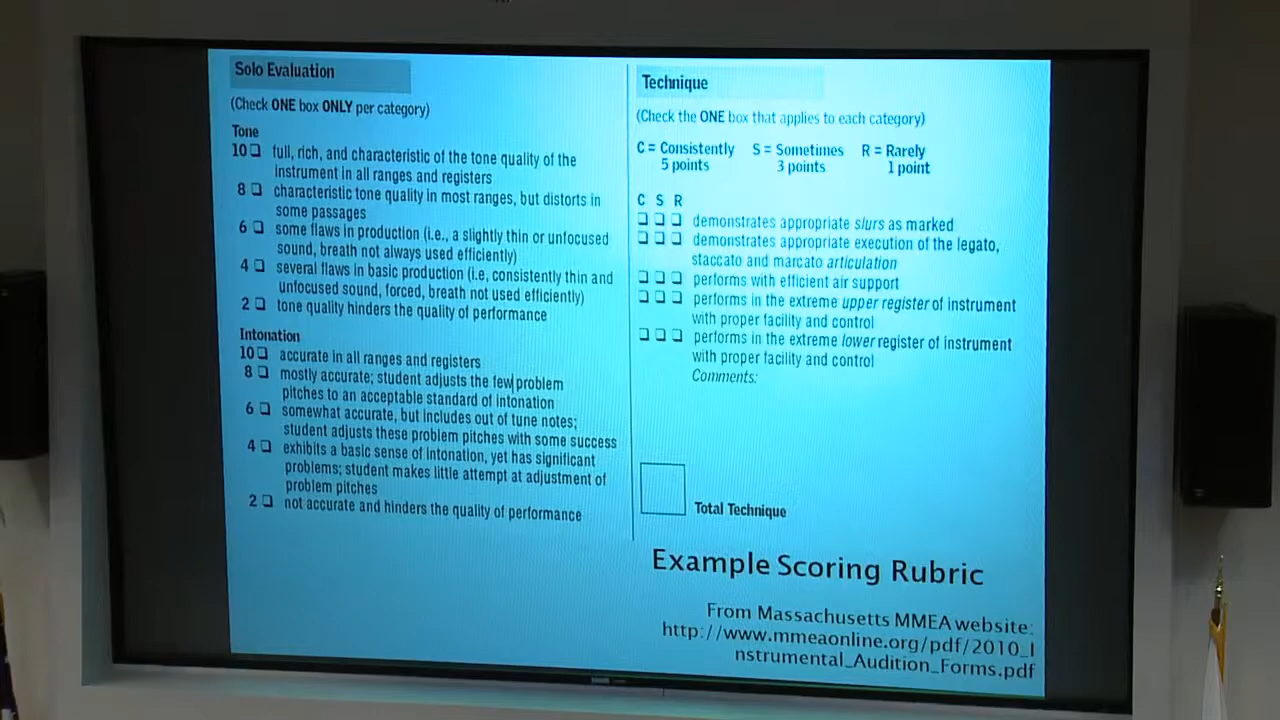 Solo Evaluation
(Check ONE box ONLY per category)
Tone
10 ❏ full, rich, and characteristic of the tone quality of the
instrument in all ranges and registers
8 ❏ characteristic tone quality in most ranges, but distorts in
some passages
6 ❏ some flaws in production (i.e., a slightly thin or unfocused
sound, breath not always used efficiently)
4 ❏ several flaws in basic production (i.e, consistently thin and
unfocused sound, forced, breath not used efficiently)
2 ❏ tone quality hinders the quality of performance
Intonation
10 ❏ accurate in all ranges and registers
8 ❏ mostly accurate; student adjusts the few problem
pitches to an acceptable standard of intonation
6 ❏ somewhat accurate, but includes out of tune notes;
student adjusts these problem pitches with some success
4 ❏ exhibits a basic sense of intonation, yet has significant
problems; student makes little attempt at adjustment of
problem pitches
2 ❏ not accurate and hinders the quality of performance
Technique
(Check the ONE box that applies to each category)
C = Consistently S = Sometimes R = Rarely
5 points 3 points 1 point
C S R
❏ ❏ ❏ demonstrates appropriate slurs as marked
❏ ❏ ❏ demonstrates appropriate execution of the legato,
staccato and marcato articulation
❏ ❏ ❏ performs with efficient air support
❏ ❏ ❏ performs in the extreme upper register of instrument
with proper facility and control
❏ ❏ ❏ performs in the extreme lower register of instrument
with proper facility and control
Comments:
Total Technique
Example Scoring Rubric
From Massachusetts MMEA website:
http://www.mmeaonline.org/pdf/2010_I
nstrumental_Audition_Forms.pdf